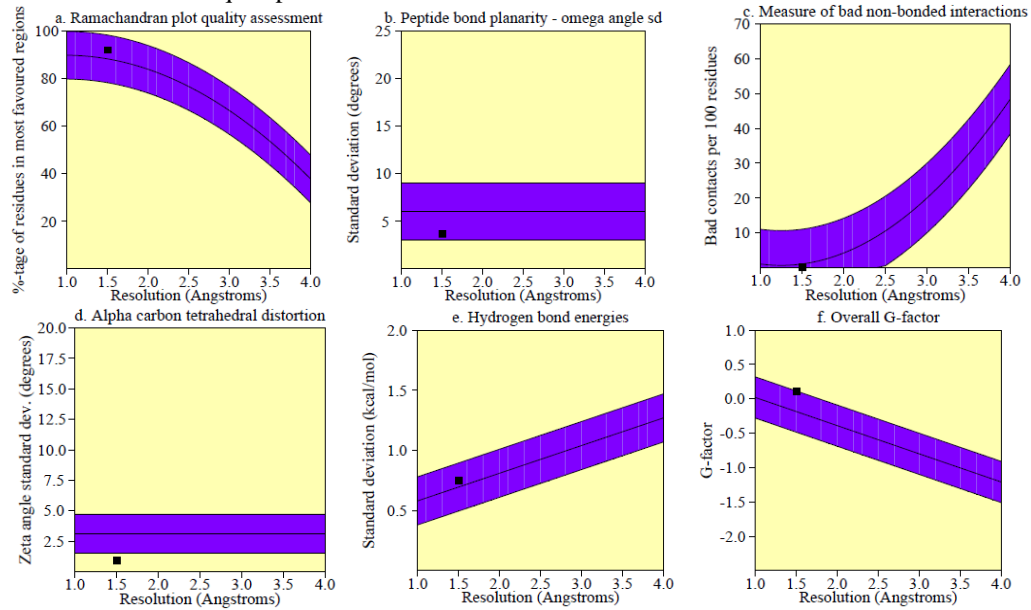 a. Ramachandran plot quality assessment
%-tage of residues in most favoured regions
100
80
60
40
20
1.0 1.5 2.0 2.5 3.0 3.5 4.0
Resolution (Angstroms)
b. Peptide bond planarity - omega angle sd
Standard deviation (degrees)
25
20
15
10
5
1.0 1.5 2.0 2.5 3.0 3.5 4.0
Resolution (Angstroms)
c. Measure of bad non-bonded interactions
Bad contacts per 100 residues
70
60
50
40
30
20
10
1.0 1.5 2.0 2.5 3.0 3.5 4.0
Resolution (Angstroms)
d. Alpha carbon tetrahedral distortion
Zeta angle standard dev. (degrees)
20.0
17.5
15.0
12.5
10.0
7.5
5.0
2.5
1.0 1.5 2.0 2.5 3.0 3.5 4.0
Resolution (Angstroms)
e. Hydrogen bond energies
Standard deviation (kcal/mol)
2.0
1.5
1.0
0.5
1.0 1.5 2.0 2.5 3.0 3.5 4.0
Resolution (Angstroms)
f. Overall G-factor
G-factor
1.0
0.5
0.0
-0.5
-1.0
-1.5
-2.0
1.0 1.5 2.0 2.5 3.0 3.5 4.0
Resolution (Angstroms)